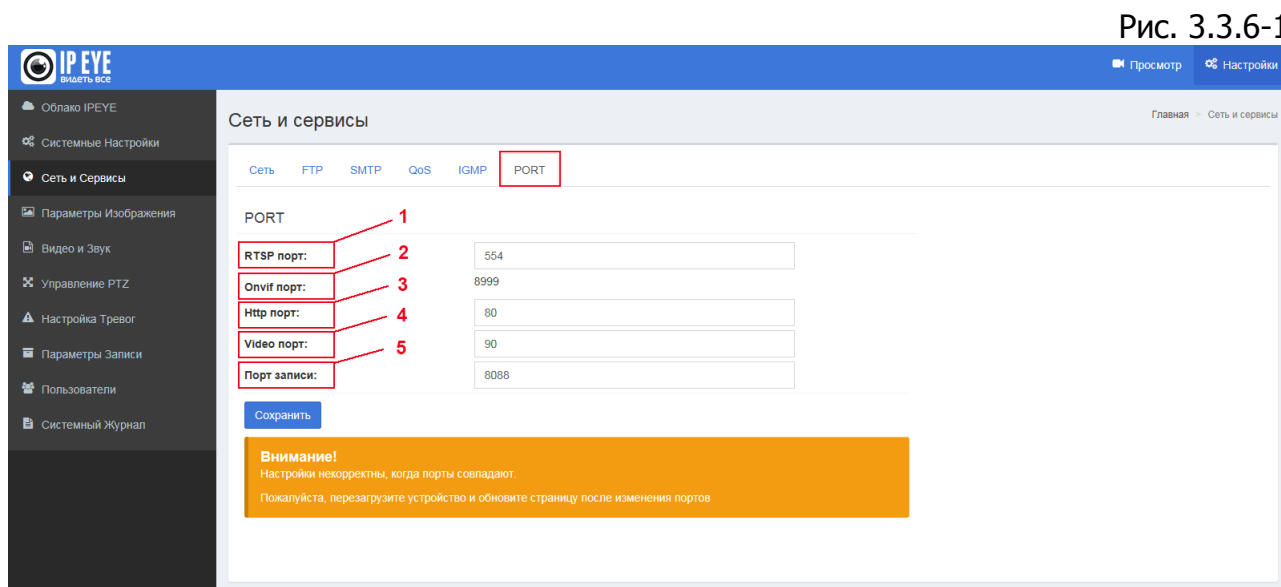 Рис. 3.3.6-1
IP EYE
видеть все
Просмотр
Настройки
Облако IPEYE
Системные Настройки
Сеть и Сервисы
Параметры Изображения
Видео и Звук
Управление PTZ
Настройка Тревог
Параметры Записи
Пользователи
Системный Журнал
Сеть и сервисы
Главная > Сеть и сервисы
Сеть FTP SMTP QoS IGMP PORT
PORT
1
RTSP порт: 554
2
Onvif порт: 8999
3
Http порт: 80
4
Video порт: 90
5
Порт записи: 8088
Сохранить
Внимание!
Настройки некорректны, когда порты совпадают.
Пожалуйста, перезагрузите устройство и обновите страницу после изменения портов